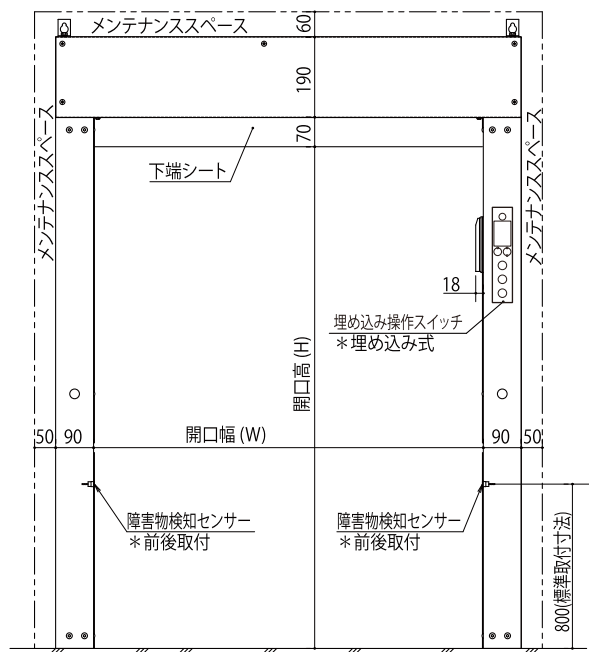 メンテナンススペース
60
190
70
メンテナンススペース
メンテナンススペース
下端シート
18
埋め込み操作スイッチ
＊埋め込み式
開口高 (H)
50
90
開口幅 (W)
90
50
障害物検知センサー
＊前後取付
障害物検知センサー
＊前後取付
800(標準取付寸法)